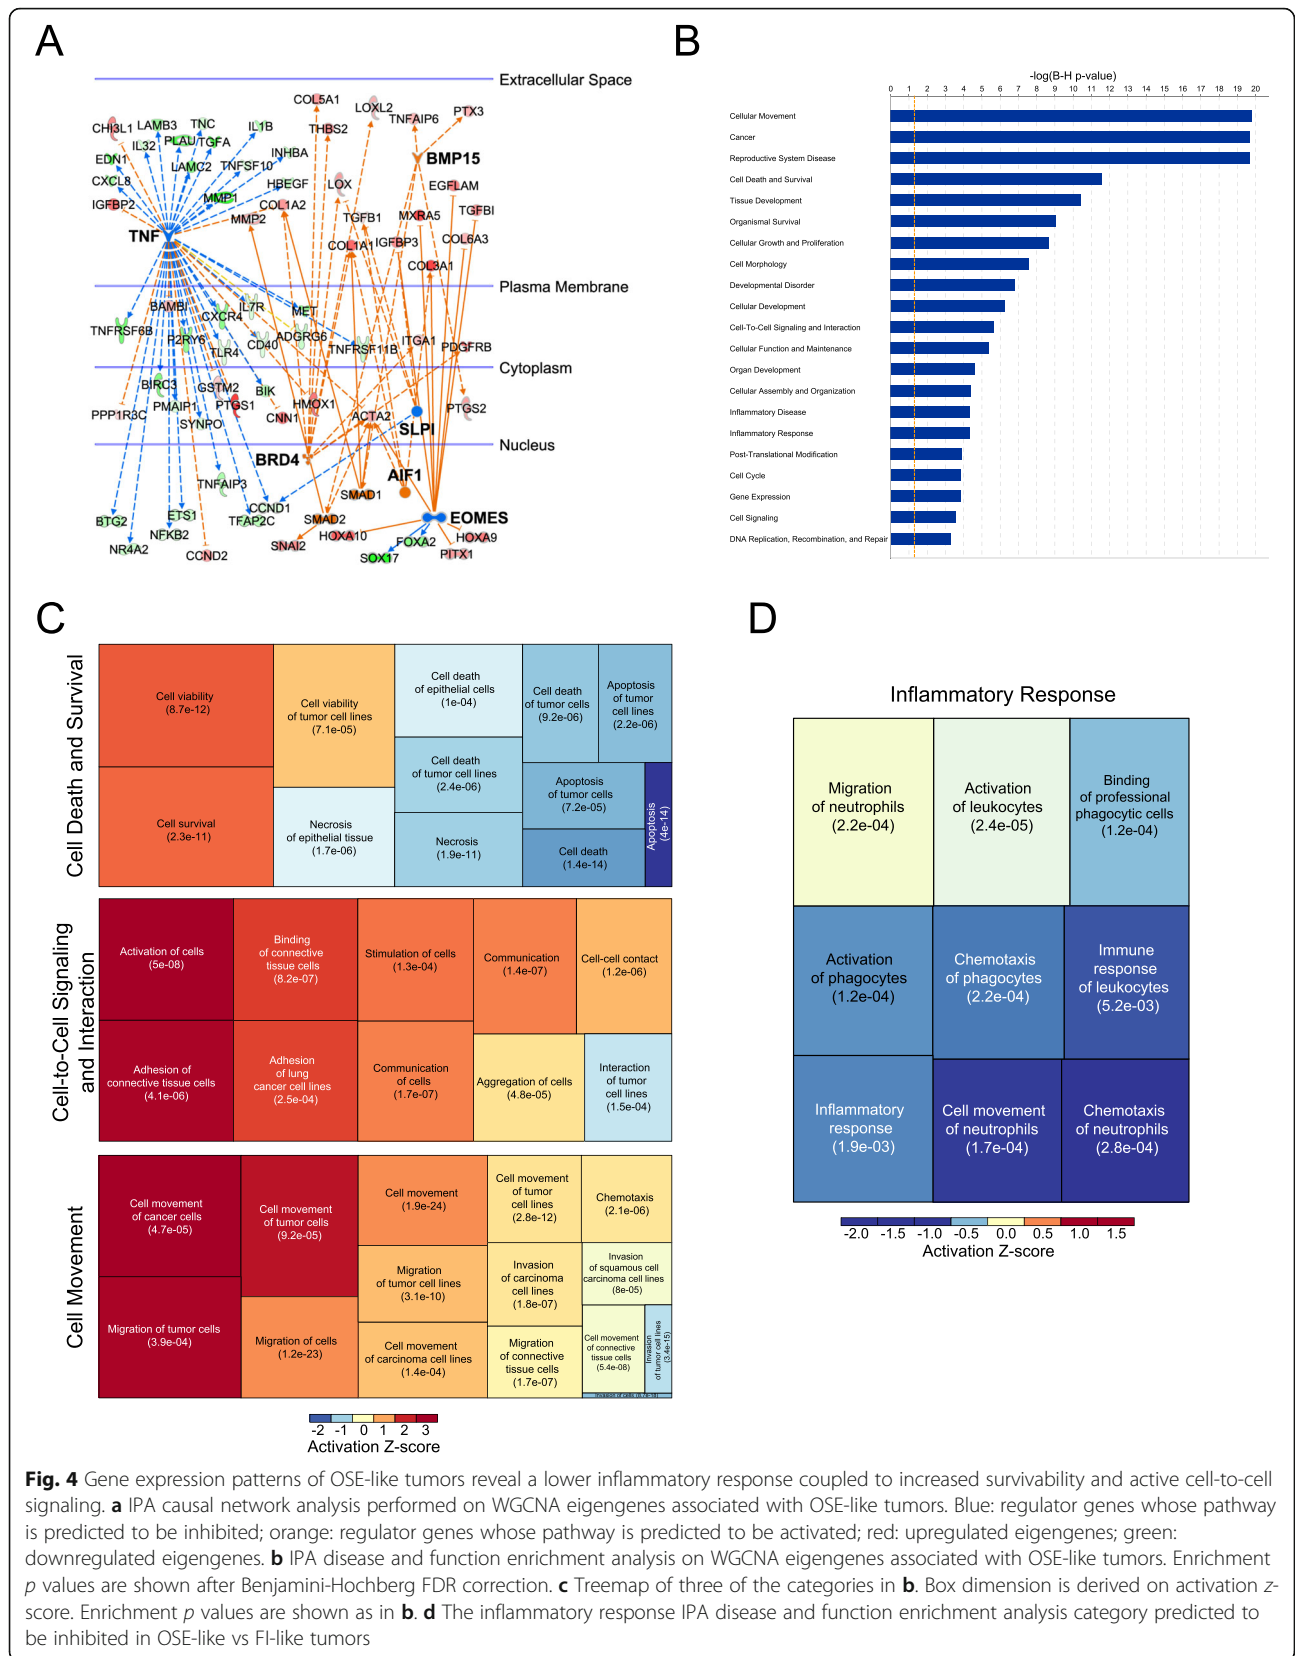 A
Extracellular Space
COL5A1
LOXL2
TNFAIP6
PTX3
CHI3L1
LAMB3
TNC
IL1B
THBS2
IL32
PLAU
TGFA
BMP15
EDN1
LAMC2
TNFSF10
INHBA
CXCL8
HBEGF
LOX
EGFLAM
IGFBP2
MMP1
COL1A2
MMP2
TGFB1
MXRA5
TGFBI
TNF
COL1A1
IGFBP3
COL6A3
COL3A1
Plasma Membrane
BAMBI
CXCR4
IL7R
MET
TNFRSF6B
P2RY6
TLR4
CD40
ADGRG6
TNFRSF11B
ITGA1
PDGFRB
Cytoplasm
BIRC3
GSTM2
BIK
PPP1R3C
PMAIP1
PTGS1
HMOX1
CNN1
ACTA2
PTGS2
SYNPO
SLPI
Nucleus
BRD4
AIF1
TNFAIP3
SMAD1
CCND1
BTG2
ETS1
TFAP2C
SMAD2
EOMES
NFKB2
HOXA10
NR4A2
CCND2
SNAI2
SOX17
FOXA2
HOXA9
PITX1
B
-log(B-H p-value)
0 1 2 3 4 5 6 7 8 9 10 11 12 13 14 15 16 17 18 19 20
Cellular Movement
Cancer
Reproductive System Disease
Cell Death and Survival
Tissue Development
Organismal Survival
Cellular Growth and Proliferation
Cell Morphology
Developmental Disorder
Cellular Development
Cell-To-Cell Signaling and Interaction
Cellular Function and Maintenance
Organ Development
Cellular Assembly and Organization
Inflammatory Disease
Inflammatory Response
Post-Translational Modification
Cell Cycle
Gene Expression
Cell Signaling
DNA Replication, Recombination, and Repair
C
Cell Death and Survival
Cell viability
(8.7e-12)
Cell survival
(2.3e-11)
Cell viability
of tumor cell lines
(7.1e-05)
Necrosis
of epithelial tissue
(1.7e-06)
Cell death
of epithelial cells
(1e-04)
Cell death
of tumor cell lines
(2.4e-06)
Necrosis
(1.9e-11)
Cell death
of tumor cells
(9.2e-06)
Apoptosis
of tumor
cell lines
(2.2e-06)
Apoptosis
of tumor cells
(7.2e-05)
Cell death
(1.4e-14)
Apoptosis
(4e-14)
Cell-to-Cell Signaling
and Interaction
Activation of cells
(5e-08)
Adhesion of
connective tissue cells
(4.1e-06)
Binding
of connective
tissue cells
(8.2e-07)
Adhesion
of lung
cancer cell lines
(2.5e-04)
Stimulation of cells
(1.3e-04)
Communication
of cells
(1.7e-07)
Communication
(1.4e-07)
Cell-cell contact
(1.2e-06)
Aggregation of cells
(4.8e-05)
Interaction
of tumor
cell lines
(1.5e-04)
Cell Movement
Cell movement
of cancer cells
(4.7e-05)
Migration of tumor cells
(3.9e-04)
Cell movement
of tumor cells
(9.2e-05)
Migration of cells
(1.2e-23)
Cell movement
(1.9e-24)
Migration
of tumor cell lines
(3.1e-10)
Cell movement
of carcinoma cell lines
(1.4e-04)
Cell movement
of tumor
cell lines
(2.8e-12)
Invasion
of carcinoma
cell lines
(1.8e-07)
Migration
of connective
tissue cells
(1.7e-07)
Chemotaxis
(2.1e-06)
Invasion
of squamous cell
carcinoma cell lines
(8e-05)
Cell movement
of connective
tissue cells
(5.4e-08)
Invasion
of tumor cell lines
(3.4e-15)
-2 -1 0 1 2 3
Activation Z-score
D
Inflammatory Response
Migration
of neutrophils
(2.2e-04)
Activation
of leukocytes
(2.4e-05)
Binding
of professional
phagocytic cells
(1.2e-04)
Activation
of phagocytes
(1.2e-04)
Chemotaxis
of phagocytes
(2.2e-04)
Immune
response
of leukocytes
(5.2e-03)
Inflammatory
response
(1.9e-03)
Cell movement
of neutrophils
(1.7e-04)
Chemotaxis
of neutrophils
(2.8e-04)
-2.0 -1.5 -1.0 -0.5 0.0 0.5 1.0 1.5
Activation Z-score
Fig. 4 Gene expression patterns of OSE-like tumors reveal a lower inflammatory response coupled to increased survivability and active cell-to-cell
signaling. a IPA causal network analysis performed on WGCNA eigengenes associated with OSE-like tumors. Blue: regulator genes whose pathway
is predicted to be inhibited; orange: regulator genes whose pathway is predicted to be activated; red: upregulated eigengenes; green:
downregulated eigengenes. b IPA disease and function enrichment analysis on WGCNA eigengenes associated with OSE-like tumors. Enrichment
p values are shown after Benjamini-Hochberg FDR correction. c Treemap of three of the categories in b. Box dimension is derived on activation z-
score. Enrichment p values are shown as in b. d The inflammatory response IPA disease and function enrichment analysis category predicted to
be inhibited in OSE-like vs FI-like tumors